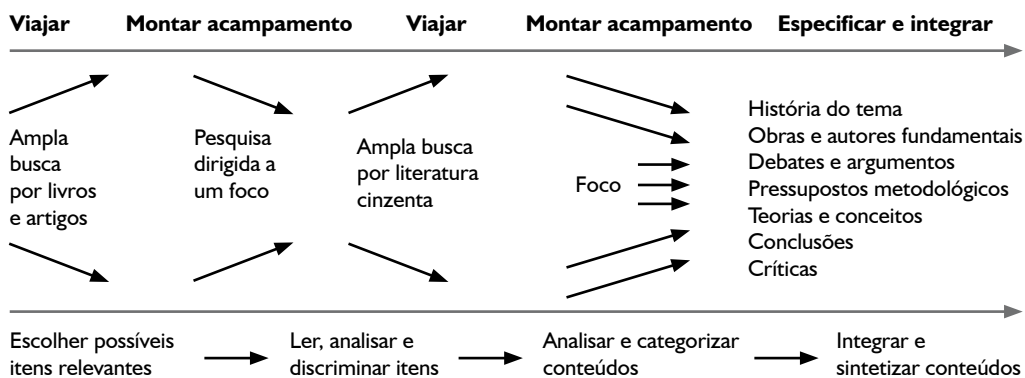 Viajar Montar acampamento Viajar Montar acampamento Especificar e integrar
Ampla
busca
por livros
e artigos
Pesquisa
dirigida a
um foco
Ampla busca
por literatura
cinzenta
Foco
História do tema
Obras e autores fundamentais
Debates e argumentos
Pressupostos metodológicos
Teorias e conceitos
Conclusões
Críticas
Escolher possíveis
itens relevantes
Ler, analisar e
discriminar itens
Analisar e categorizar
conteúdos
Integrar e
sintetizar conteúdos